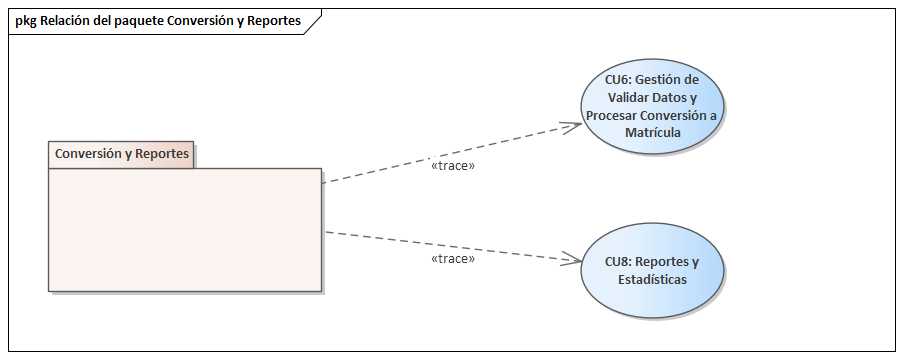 pkg Relación del paquete Conversión y Reportes
CU6: Gestión de
Validar Datos y
Procesar Conversión a
Matrícula
Conversión y Reportes
«trace»
«trace»
CU8: Reportes y
Estadísticas